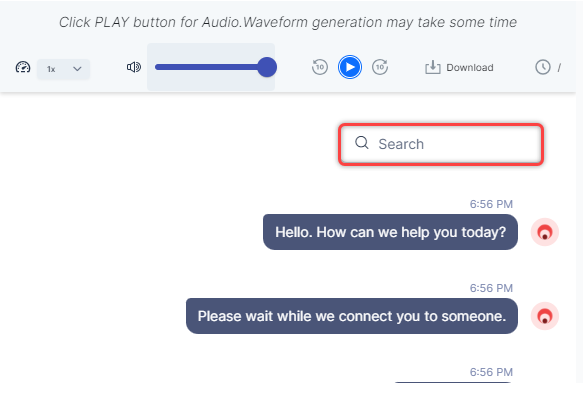 Click PLAY button for Audio.Waveform generation may take some time
1x 10 10 Download /
Search
6:56 PM
Hello. How can we help you today?
6:56 PM
Please wait while we connect you to someone.
6:56 PM